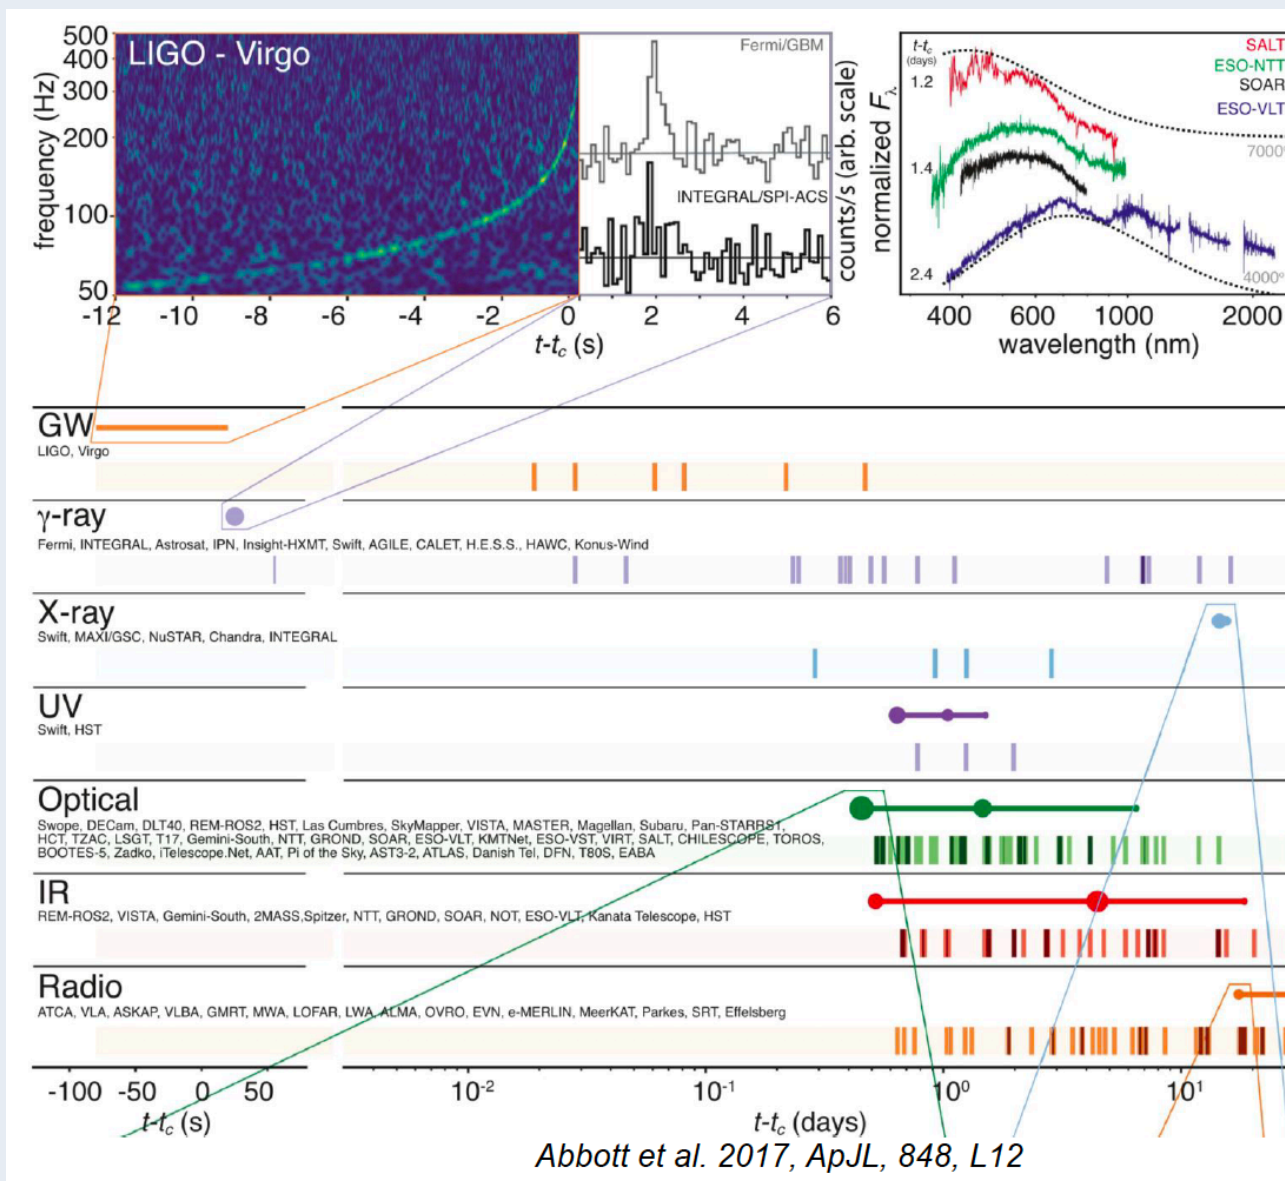 500
400
300
200
100
50
frequency (Hz)
LIGO - Virgo
Fermi/GBM
INTEGRAL/SPI-ACS
counts/s (arb. scale)
-12 -10 -8 -6 -4 -2 0 2 4 6
t-tc (s)
normalized Fλ
t-tc
(days)
1.2
1.4
2.4
SALT
ESO-NTT
SOAR
ESO-VLT
7000°
4000°
400 600 1000 2000
wavelength (nm)
GW
LIGO, Virgo
γ-ray
Fermi, INTEGRAL, Astrosat, IPN, Insight-HXMT, Swift, AGILE, CALET, H.E.S.S., HAWC, Konus-Wind
X-ray
Swift, MAXI/GSC, NuSTAR, Chandra, INTEGRAL
UV
Swift, HST
Optical
Swope, DECam, DLT40, REM-ROS2, HST, Las Cumbres, SkyMapper, VISTA, MASTER, Magellan, Subaru, Pan-STARRS1,
HCT, TZAC, LSGT, T17, Gemini-South, NTT, GROND, SOAR, ESO-VLT, KMTNet, ESO-VST, VIRT, SALT, CHILESCOPE, TOROS,
BOOTES-5, Zadko, iTelescope.Net, AAT, Pi of the Sky, AST3-2, ATLAS, Danish Tel, DFN, T80S, EABA
IR
REM-ROS2, VISTA, Gemini-South, 2MASS,Spitzer, NTT, GROND, SOAR, NOT, ESO-VLT, Kanata Telescope, HST
Radio
ATCA, VLA, ASKAP, VLBA, GMRT, MWA, LOFAR, LWA, ALMA, OVRO, EVN, e-MERLIN, MeerKAT, Parkes, SRT, Effelsberg
-100 -50 0 50 10⁻² 10⁻¹ 10⁰ 10¹
t-tc (s) t-tc (days)
Abbott et al. 2017, ApJL, 848, L12